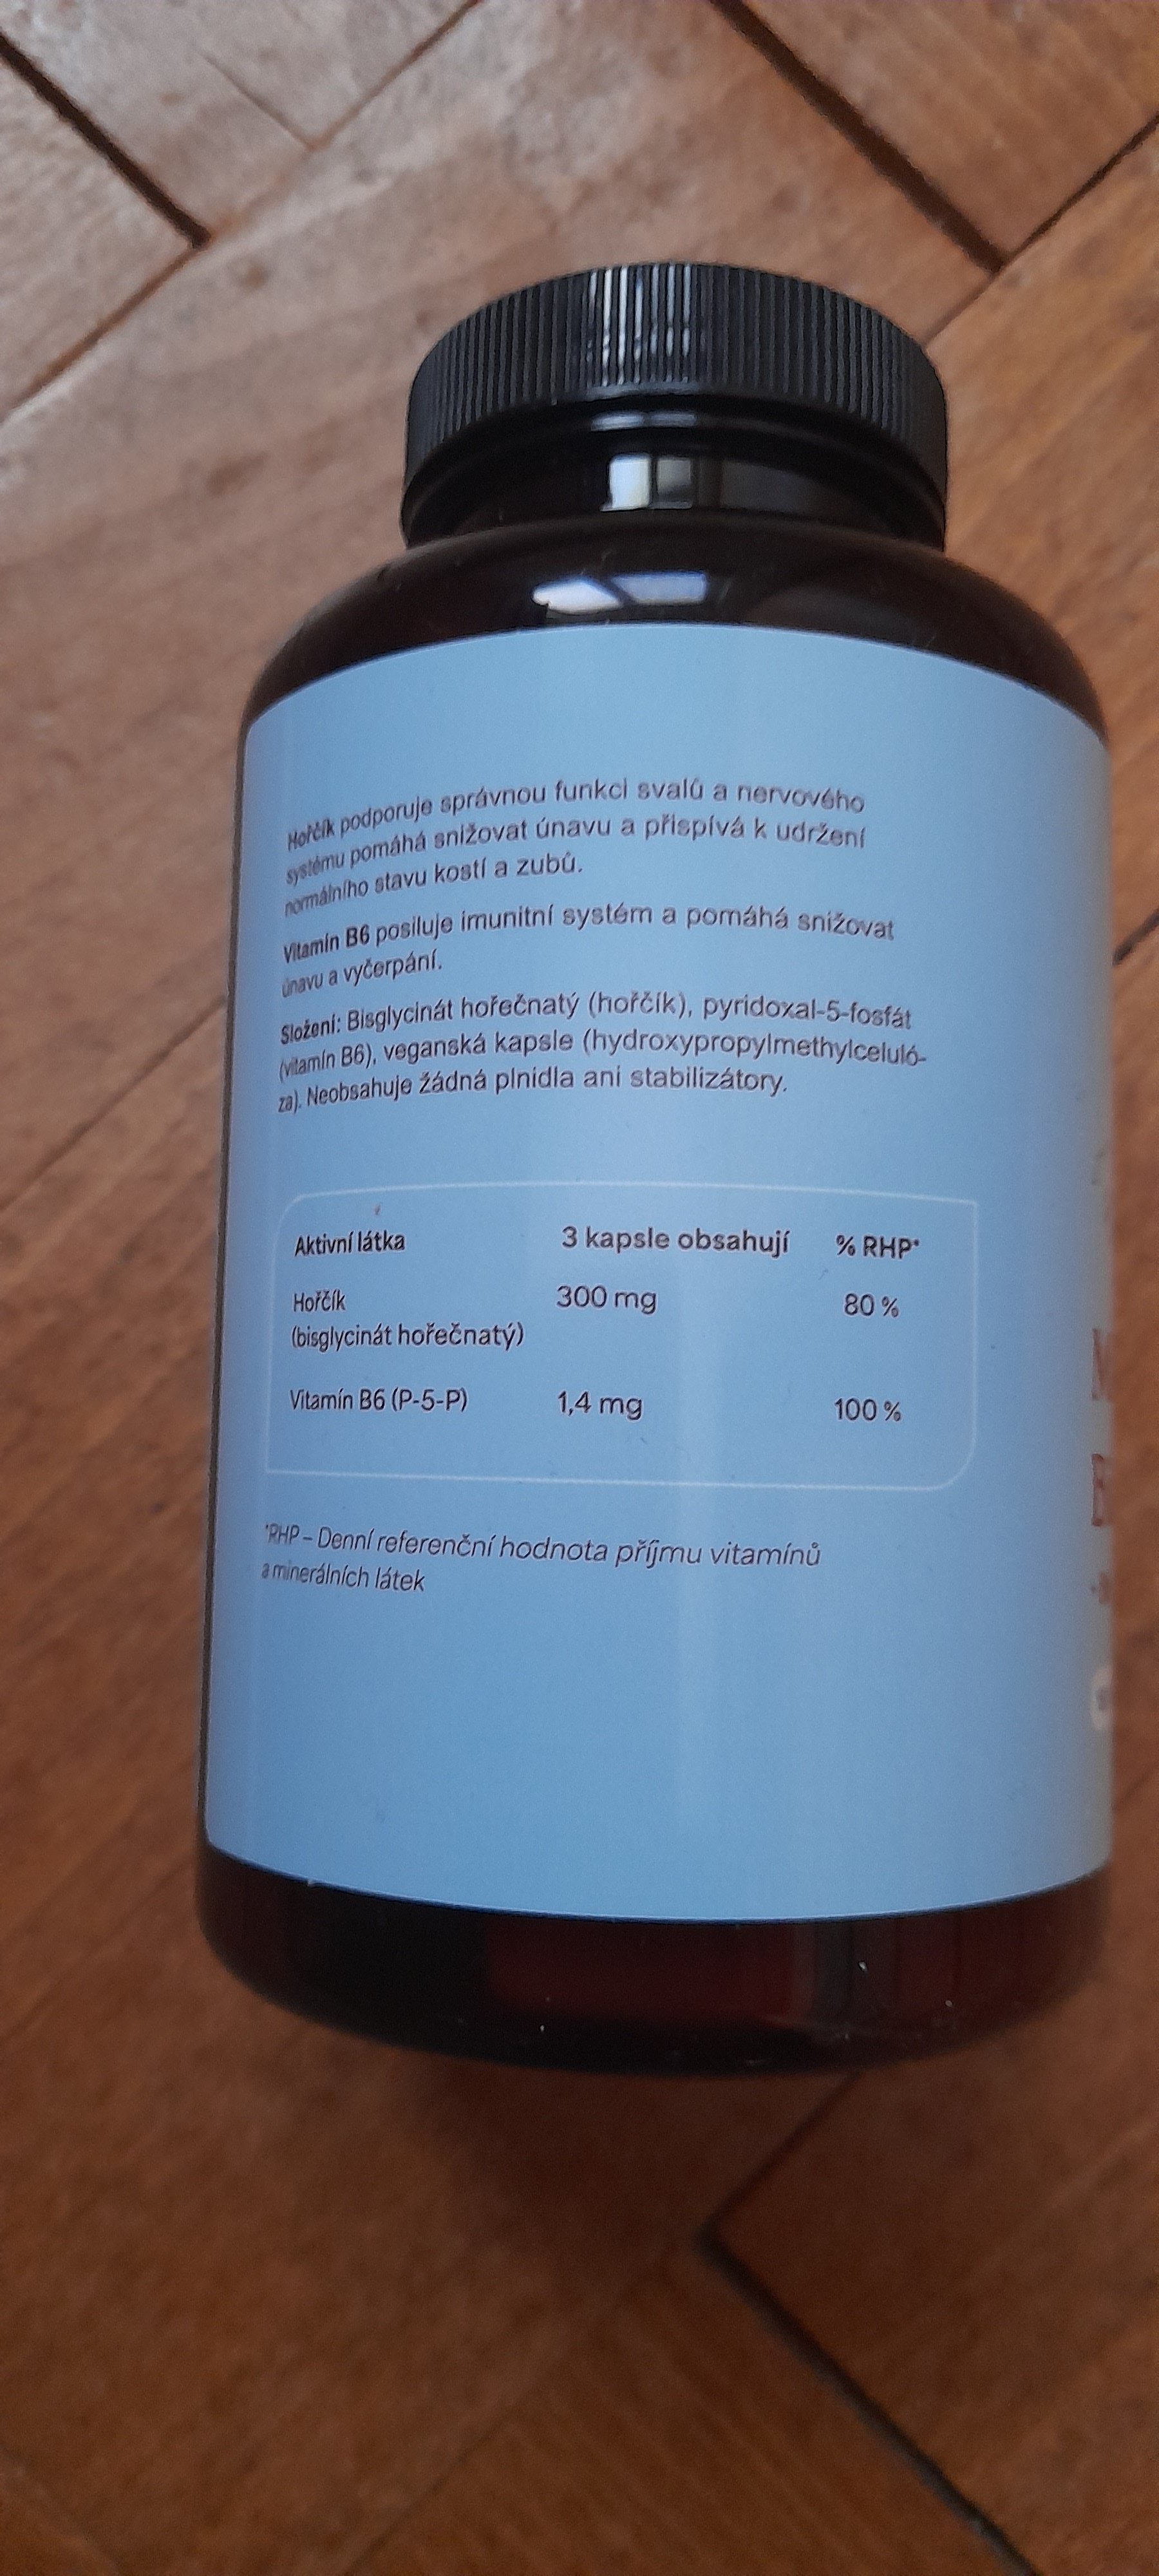 Hořčík podporuje správnou funkci svalů a nervového
systému pomáhá snižovat únavu a přispívá k udržení
normálního stavu kostí a zubů.
Vitamín B6 posiluje imunitní systém a pomáhá snižovat
únavu a vyčerpání.
Složení: Bisglycinát hořečnatý (hořčík), pyridoxal-5-fosfát
(vitamín B6), veganská kapsle (hydroxypropylmethylceluló-
za). Neobsahuje žádná plnidla ani stabilizátory.
Aktivní látka 3 kapsle obsahují % RHP*
Hořčík 300 mg 80 %
(bisglycinát hořečnatý)
Vitamín B6 (P-5-P) 1,4 mg 100 %
*RHP – Denní referenční hodnota příjmu vitamínů
a minerálních látek